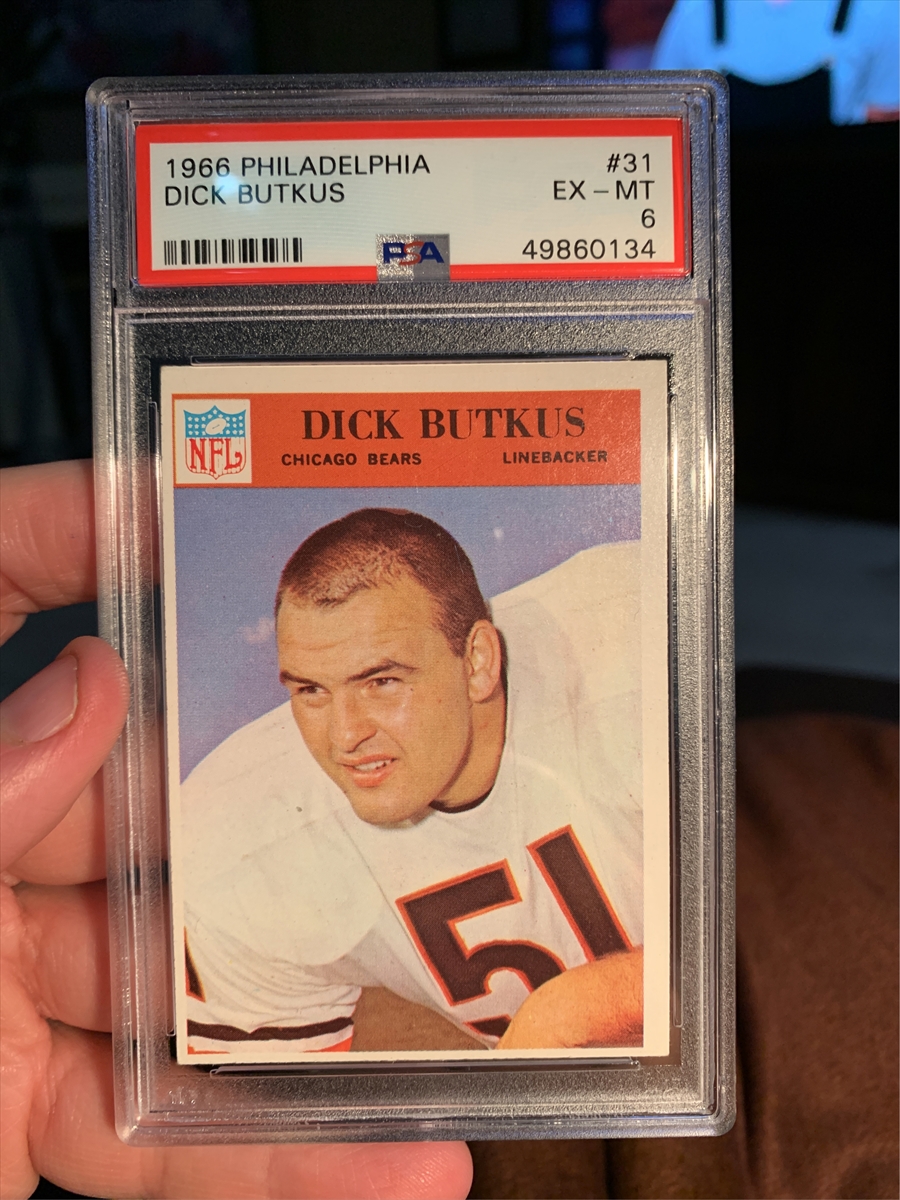 1966 PHILADELPHIA #31
DICK BUTKUS EX – MT
6
PSA 49860134
DICK BUTKUS
NFL
CHICAGO BEARS LINEBACKER
51